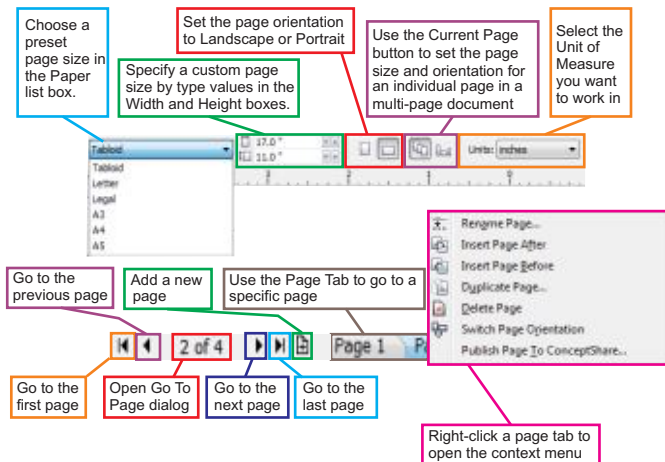 Choose a
preset
page size in
the Paper
list box.
Set the page orientation
to Landscape or Portrait
Specify a custom page
size by type values in the
Width and Height boxes.
Use the Current Page
button to set the page
size and orientation for
an individual page in a
multi-page document
Select the
Unit of
Measure
you want
to work in
Tabloid
17.0 "
11.0 "
Units: inches
3 2 1 0
Tabloid
Letter
Legal
A3
A4
A5
Rename Page...
Insert Page After
Insert Page Before
Duplicate Page...
Delete Page
Switch Page Orientation
Publish Page To ConceptShare...
Go to the
previous page
Add a new
page
Use the Page Tab to go to a
specific page
2 of 4
Page 1
Go to the
first page
Open Go To
Page dialog
Go to the
next page
Go to the
last page
Right-click a page tab to
open the context menu